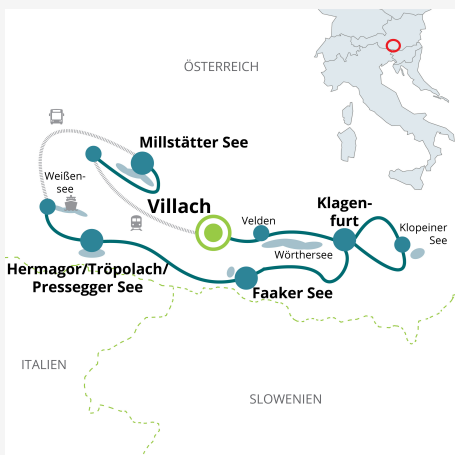 ÖSTERREICH
Millstätter See
Weißen-
see
Villach
Velden
Klagen-
furt
Klopeiner
See
Wörthersee
Hermagor/Tröpolach/
Pressegger See
Faaker See
ITALIEN
SLOWENIEN